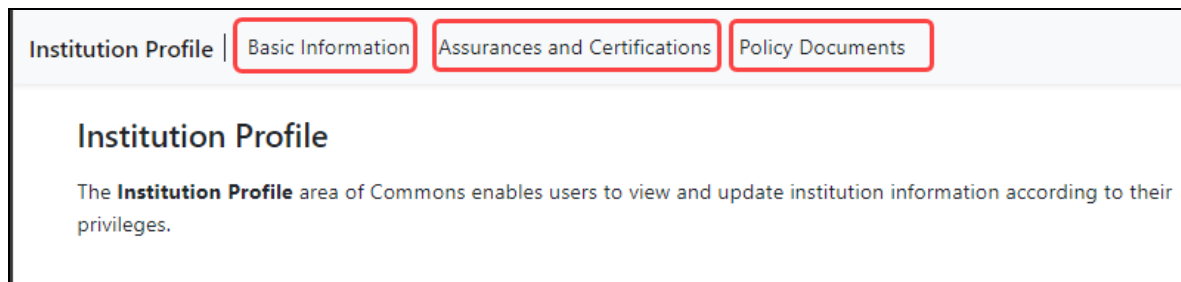 Institution Profile | Basic Information Assurances and Certifications Policy Documents
Institution Profile
The Institution Profile area of Commons enables users to view and update institution information according to their
privileges.